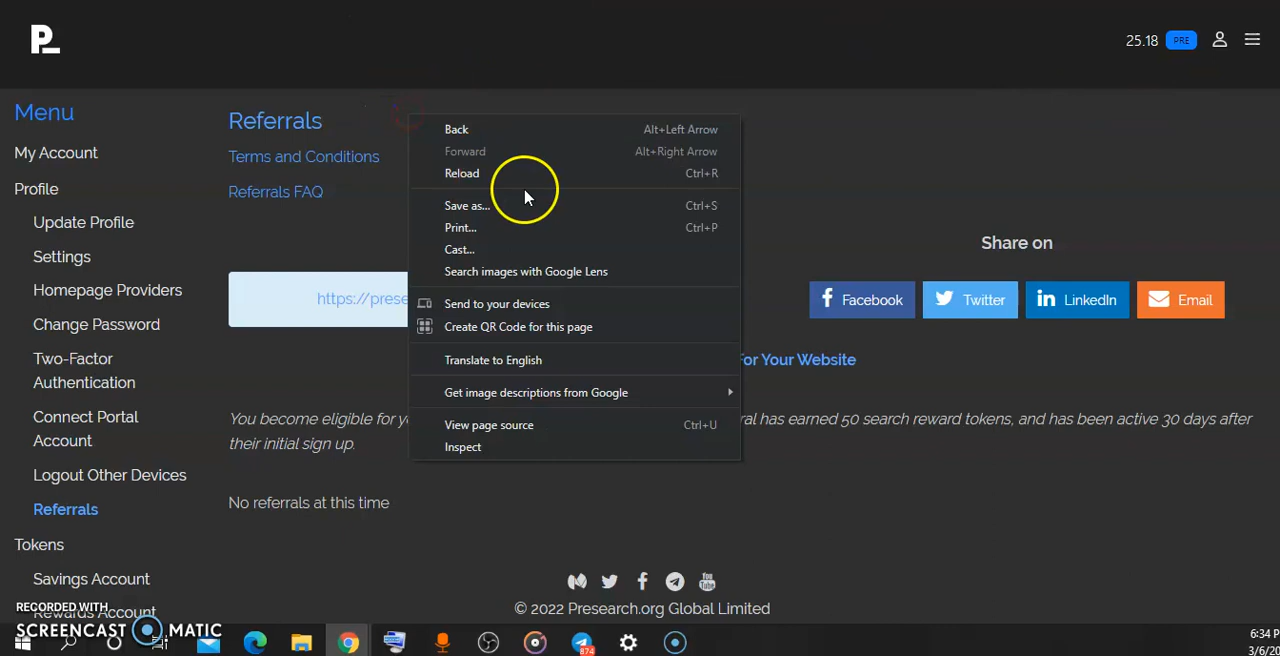 P_
25.18 PRE
Menu
My Account
Profile
Update Profile
Settings
Homepage Providers
Change Password
Two-Factor
Authentication
Connect Portal
Account
Logout Other Devices
Referrals
Tokens
Savings Account
Rewards Account
Referrals
Terms and Conditions
Referrals FAQ
https://prese
Back Alt+Left Arrow
Forward Alt+Right Arrow
Reload Ctrl+R
Save as... Ctrl+S
Print... Ctrl+P
Cast...
Search images with Google Lens
Send to your devices
Create QR Code for this page
Translate to English
Get image descriptions from Google
View page source Ctrl+U
Inspect
Share on
Facebook Twitter LinkedIn Email
For Your Website
You become eligible for yo
ral has earned 50 search reward tokens, and has been active 30 days after
their initial sign up.
No referrals at this time
© 2022 Presearch.org Global Limited
RECORDED WITH
SCREENCAST MATIC
874
6:34 P
3/6/20